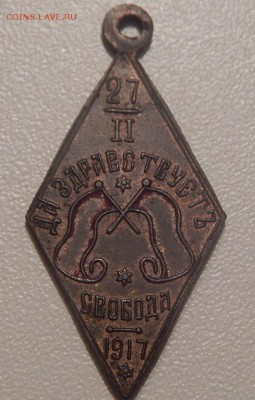 COINS.LAVE.RU
27
II
ДА ЗДРАВСТВУЕТЪ
СВОБОДА
1917